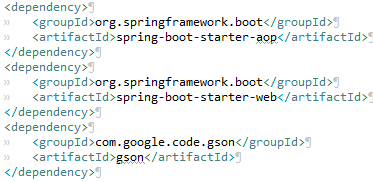 <dependency>¶
»   <groupId>org.springframework.boot</groupId>¶
»   <artifactId>spring-boot-starter-aop</artifactId>¶
</dependency>¶
<dependency>¶
»   <groupId>org.springframework.boot</groupId>¶
»   <artifactId>spring-boot-starter-web</artifactId>¶
</dependency>¶
<dependency>¶
»   <groupId>com.google.code.gson</groupId>¶
»   <artifactId>gson</artifactId>¶
</dependency>¶